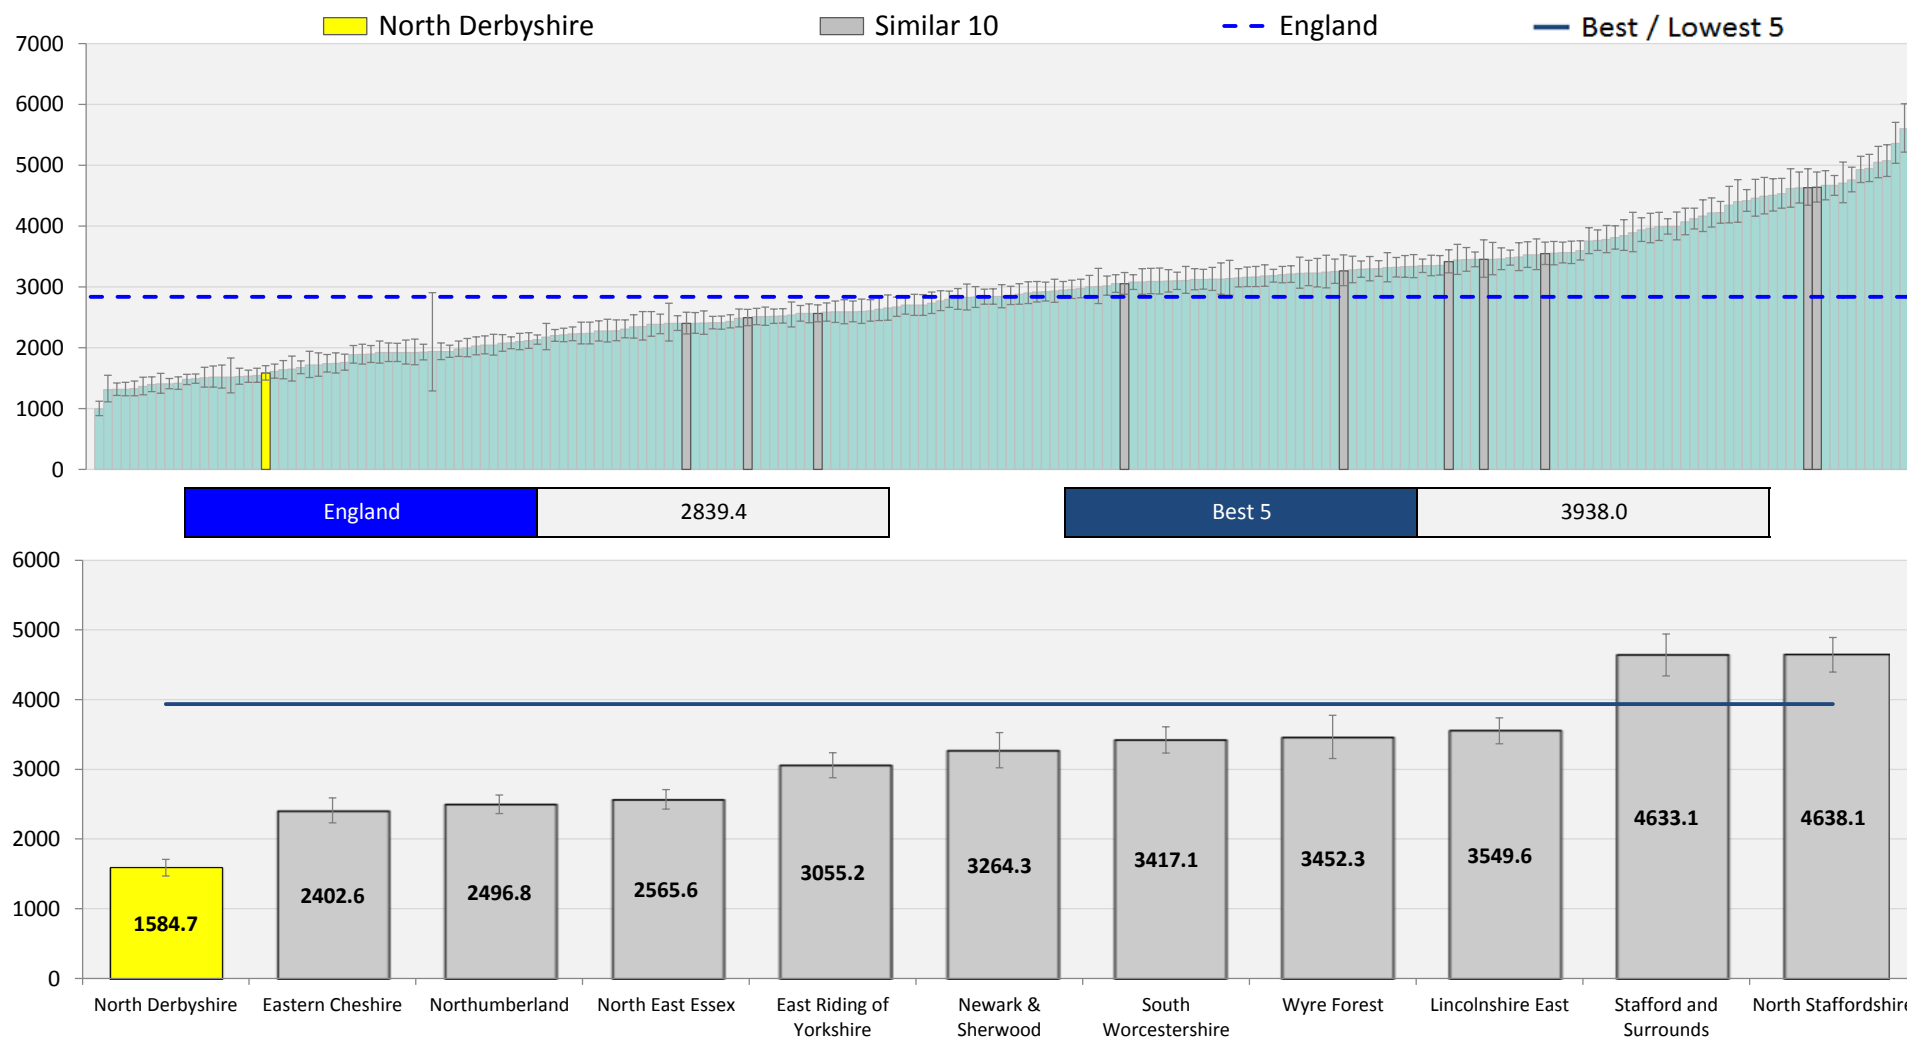 North Derbyshire
Similar 10
England
Best / Lowest 5
7000
6000
5000
4000
3000
2000
1000
0
England
2839.4
Best 5
3938.0
6000
5000
4000
3000
2000
1000
0
1584.7
2402.6
2496.8
2565.6
3055.2
3264.3
3417.1
3452.3
3549.6
4633.1
4638.1
North Derbyshire
Eastern Cheshire
Northumberland
North East Essex
East Riding of
Yorkshire
Newark &
Sherwood
South
Worcestershire
Wyre Forest
Lincolnshire East
Stafford and
Surrounds
North Staffordshire